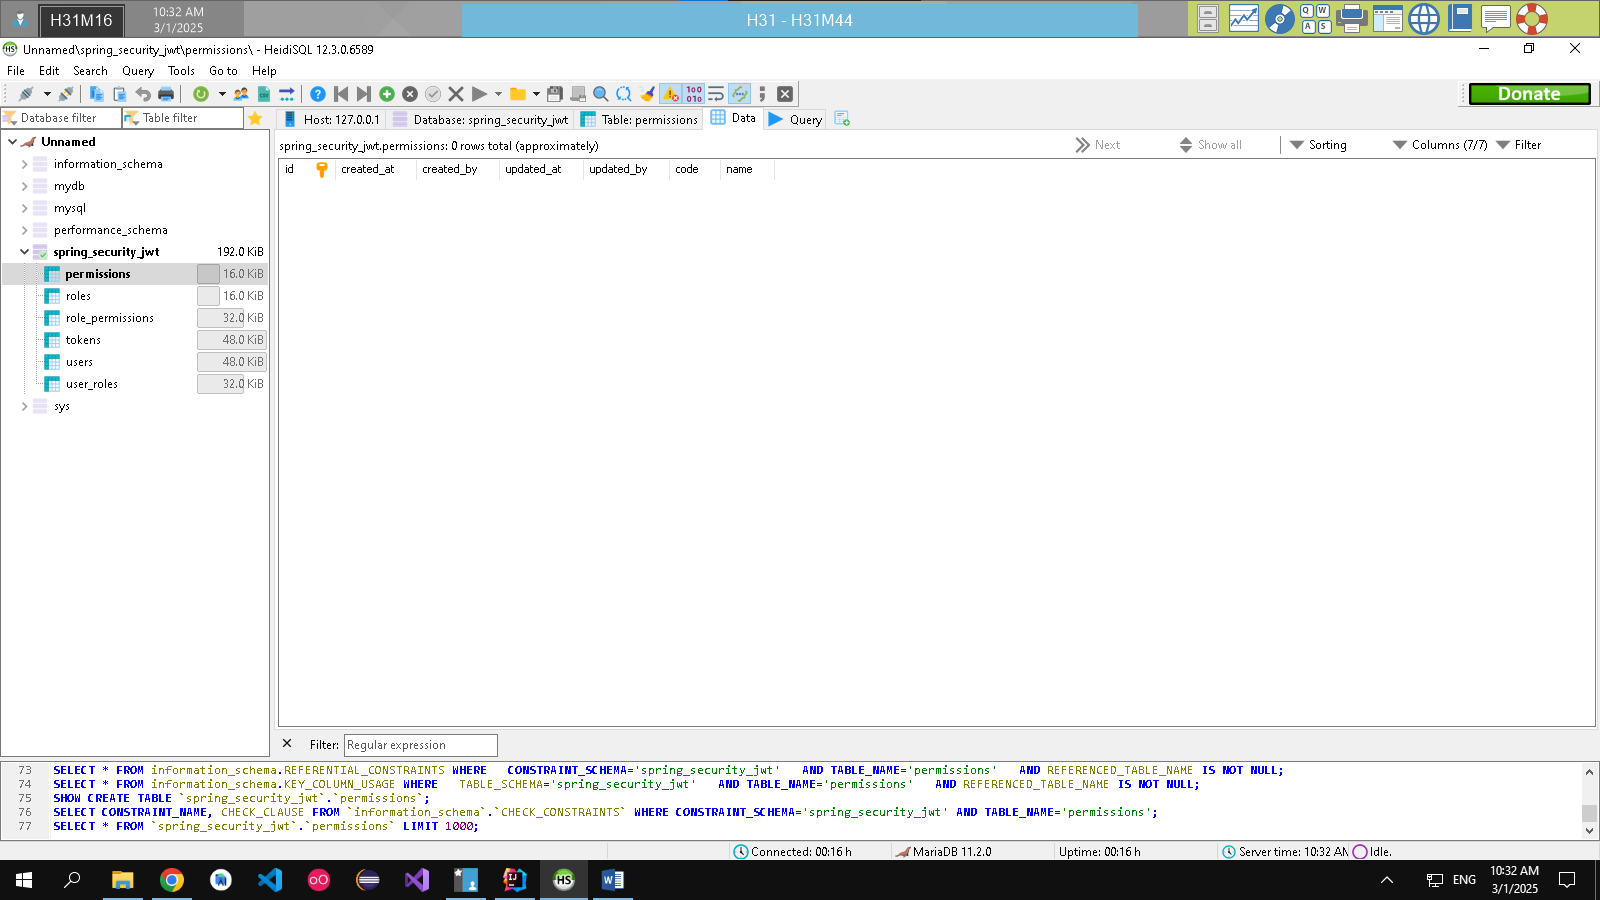 H31M16
10:32 AM
3/1/2025
H31 - H31M44
Q W
A S
HS Unnamed\spring_security_jwt\permissions\ - HeidiSQL 12.3.0.6589
File Edit Search Query Tools Go to Help
100
010
Donate
Database filter
Table filter
Host: 127.0.0.1 Database: spring_security_jwt Table: permissions Data Query
spring_security_jwt.permissions: 0 rows total (approximately) Next Show all Sorting Columns (7/7) Filter
id created_at created_by updated_at updated_by code name
Unnamed
information_schema
mydb
mysql
performance_schema
spring_security_jwt 192.0 KiB
permissions 16.0 KiB
roles 16.0 KiB
role_permissions 32.0 KiB
tokens 48.0 KiB
users 48.0 KiB
user_roles 32.0 KiB
sys
Filter: Regular expression
73 SELECT * FROM information_schema.REFERENTIAL_CONSTRAINTS WHERE   CONSTRAINT_SCHEMA='spring_security_jwt'   AND TABLE_NAME='permissions'   AND REFERENCED_TABLE_NAME IS NOT NULL;
74 SELECT * FROM information_schema.KEY_COLUMN_USAGE WHERE   TABLE_SCHEMA='spring_security_jwt'   AND TABLE_NAME='permissions'   AND REFERENCED_TABLE_NAME IS NOT NULL;
75 SHOW CREATE TABLE `spring_security_jwt`.`permissions`;
76 SELECT CONSTRAINT_NAME, CHECK_CLAUSE FROM `information_schema`.`CHECK_CONSTRAINTS` WHERE CONSTRAINT_SCHEMA='spring_security_jwt' AND TABLE_NAME='permissions';
77 SELECT * FROM `spring_security_jwt`.`permissions` LIMIT 1000;
Connected: 00:16 h MariaDB 11.2.0 Uptime: 00:16 h Server time: 10:32 AM Idle.
HS
ENG
10:32 AM
3/1/2025